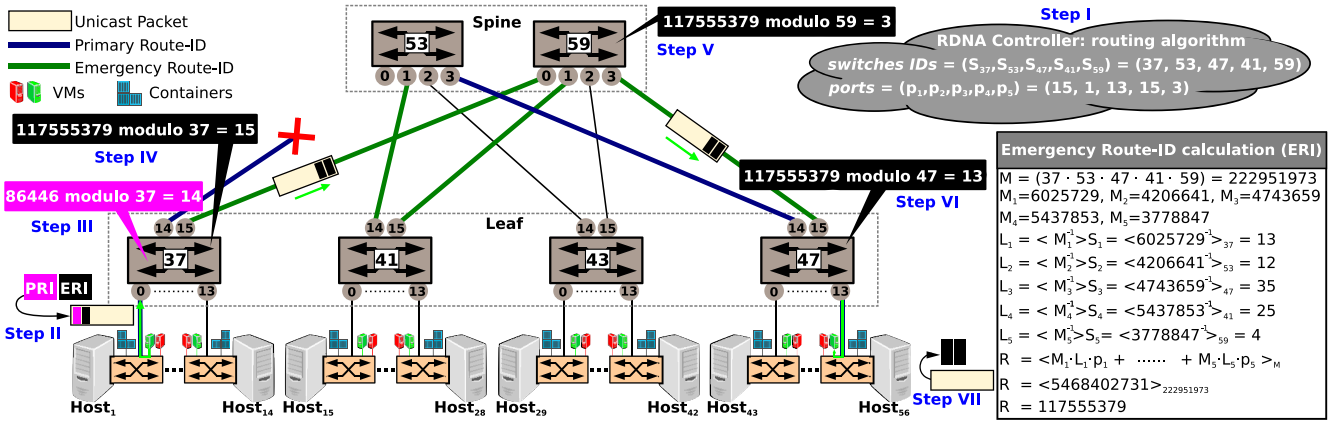 Unicast Packet
Primary Route-ID
Emergency Route-ID
VMs
Containers
Spine
53
59
0 1 2 3
0 1 2 3
117555379 modulo 59 = 3
Step V
Step I
RDNA Controller: routing algorithm
switches IDs = (S37,S53,S47,S41,S59) = (37, 53, 47, 41, 59)
ports = (p1,p2,p3,p4,p5) = (15, 1, 13, 15, 3)
117555379 modulo 37 = 15
Step IV
86446 modulo 37 = 14
Step III
117555379 modulo 47 = 13
Step VI
Leaf
14 15
14 15
14 15
14 15
37
41
43
47
0 ........ 13
0 ........ 13
0 ........ 13
0 ........ 13
PRI ERI
Step II
Host1
Host14
Host15
Host28
Host29
Host42
Host43
Host56
Step VII
Emergency Route-ID calculation (ERI)
M = (37 · 53 · 47 · 41 · 59) = 222951973
M1=6025729, M2=4206641, M3=4743659
M4=5437853, M5=3778847
L1 = < M1^-1>S1 = <6025729^-1>37 = 13
L2 = < M2^-1>S2 = <4206641^-1>53 = 12
L3 = < M3^-1>S3 = <4743659^-1>47 = 35
L4 = < M4^-1>S4 = <5437853^-1>41 = 25
L5 = < M5^-1>S5 = <3778847^-1>59 = 4
R = <M1·L1·p1 + ...... + M5·L5·p5 >M
R = <5468402731>222951973
R = 117555379